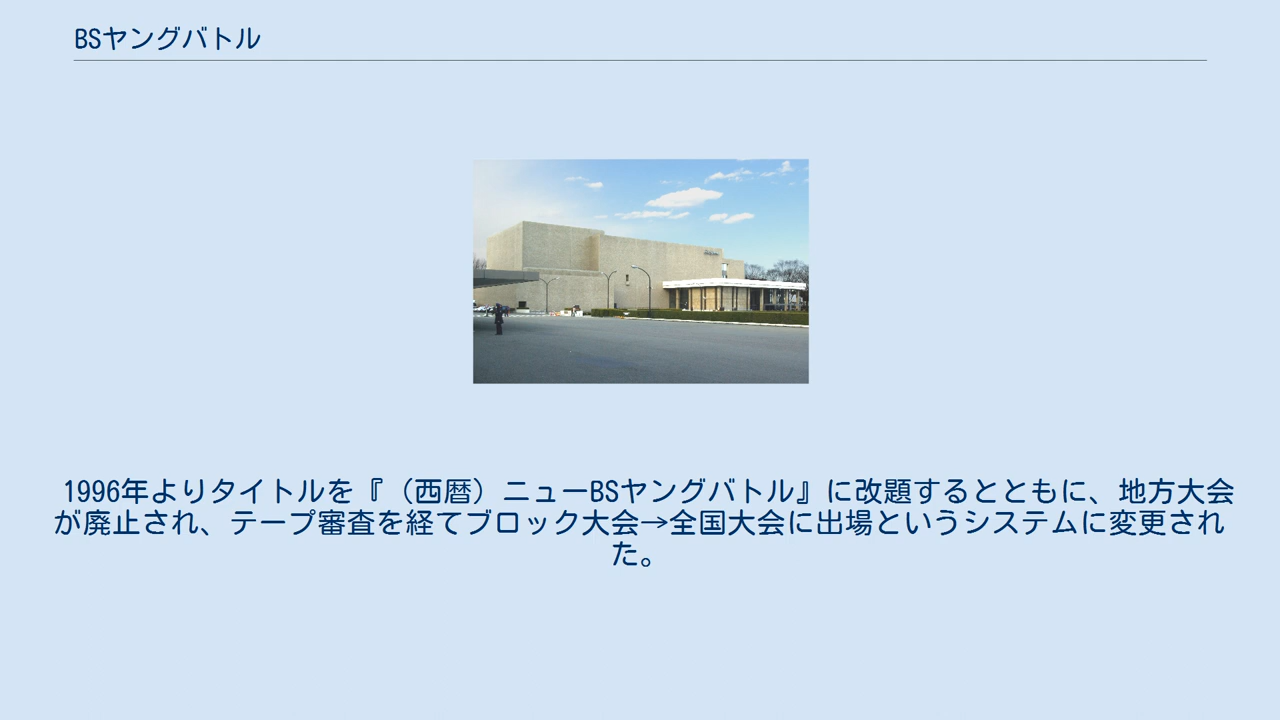 BSヤングバトル
1996年よりタイトルを『（西暦）ニューBSヤングバトル』に改題するとともに、地方大会
が廃止され、テープ審査を経てブロック大会→全国大会に出場というシステムに変更され
た。